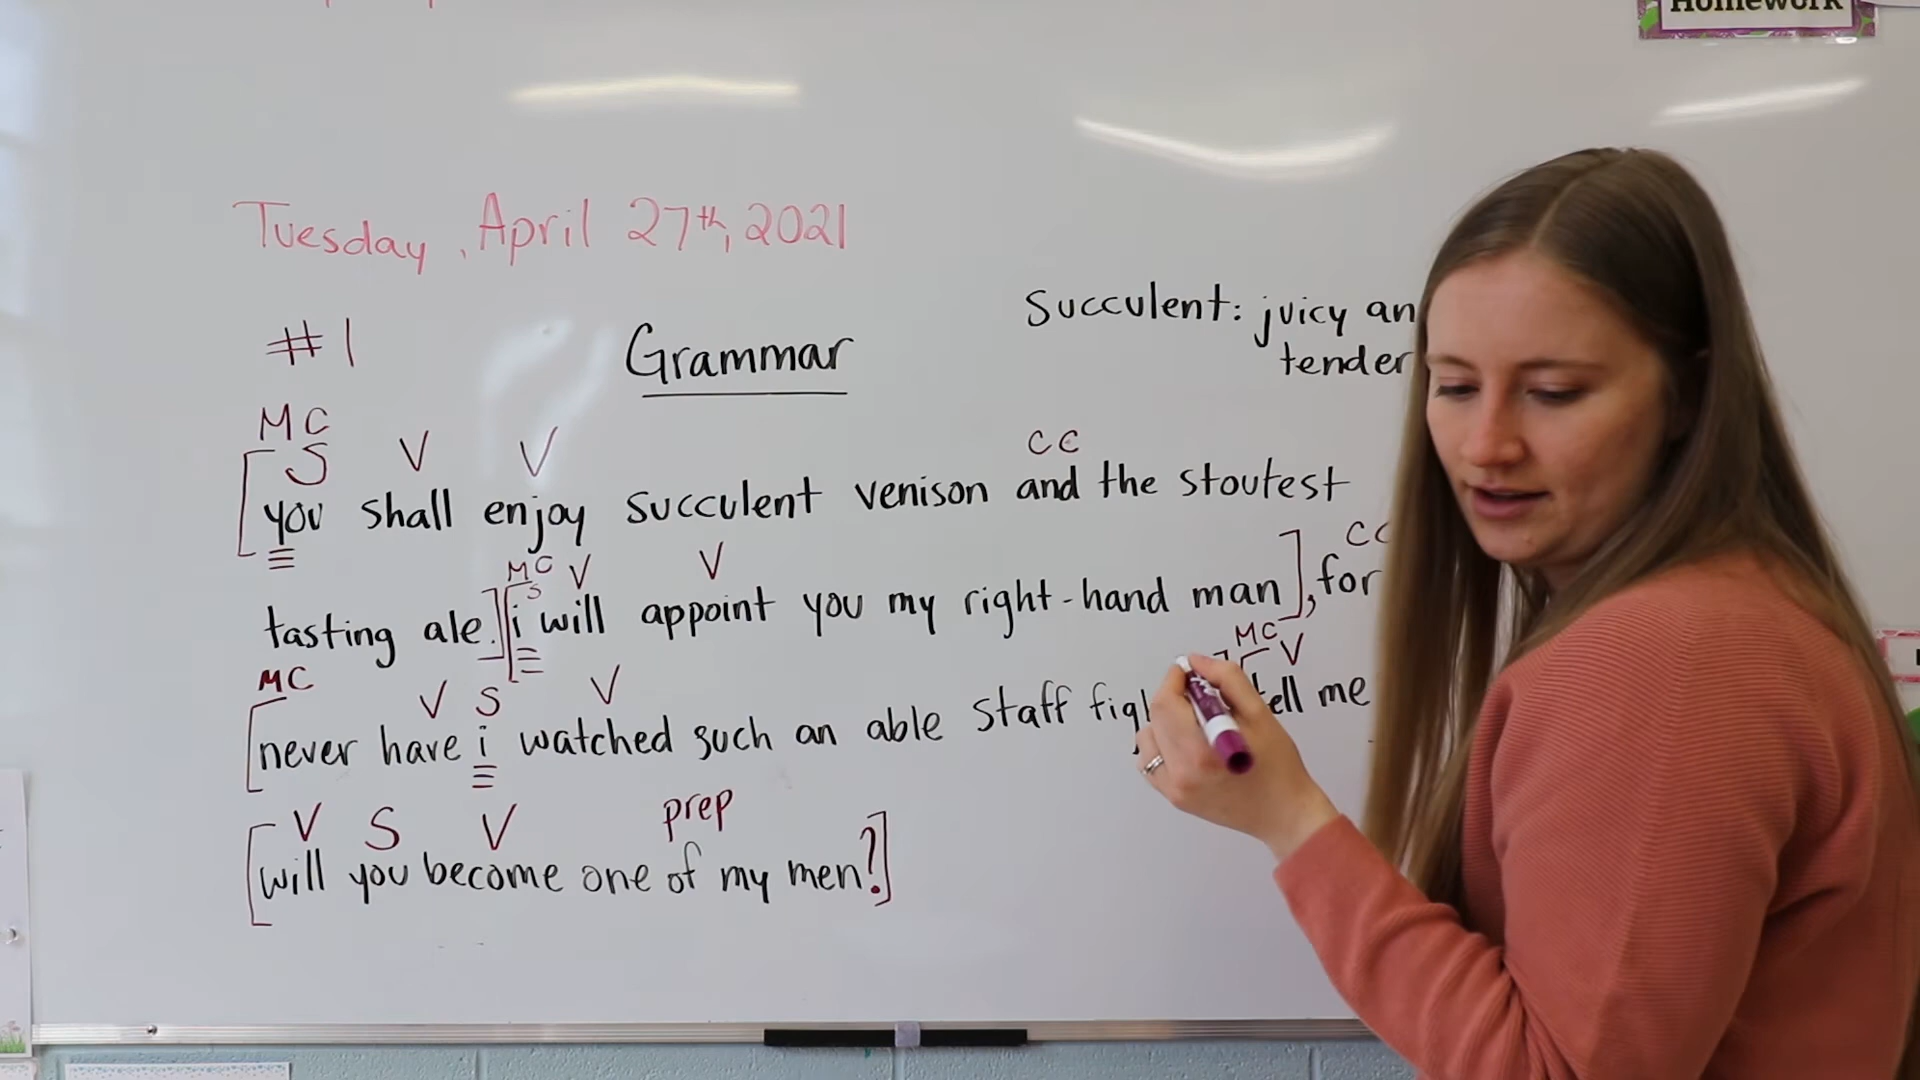 Homework
Tuesday, April 27th, 2021
#1 Grammar
Succulent: juicy an
tender
MC
S V V CC
[you shall enjoy succulent venison and the stoutest
MC S V V CC
tasting ale.][i will appoint you my right-hand man], for
MC V S V MC V
[never have i watched such an able staff tell me
V S V prep
[will you become one of my men?]